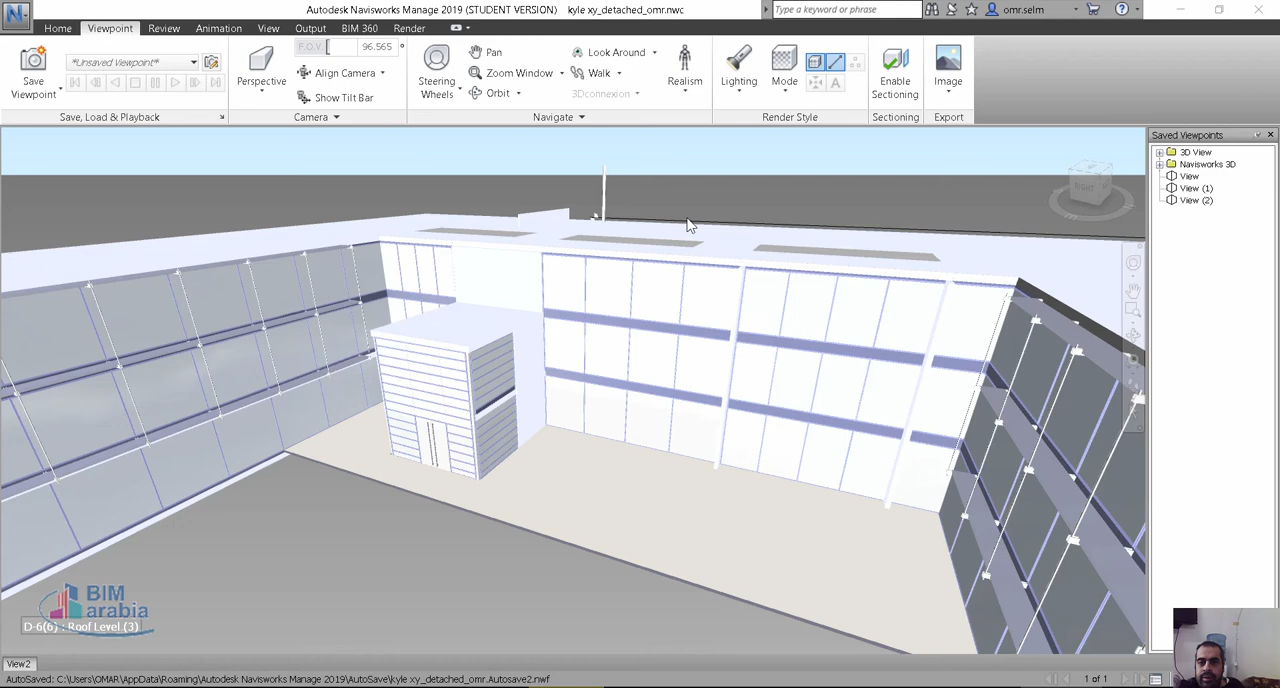 Autodesk Navisworks Manage 2019 (STUDENT VERSION) kyle xy_detached_omr.nwc
Type a keyword or phrase
omr.selm
Home Viewpoint Review Animation View Output BIM 360 Render
Save Viewpoint
*Unsaved Viewpoint*
Save, Load & Playback
Perspective
F.O.V. 96.565 °
Align Camera
Show Tilt Bar
Camera
Steering Wheels
Pan
Zoom Window
Orbit
Look Around
Walk
3Dconnexion
Realism
Navigate
Lighting
Mode
Render Style
Enable Sectioning
Sectioning
Image
Export
Saved Viewpoints
3D View
Navisworks 3D
View
View (1)
View (2)
RIGHT
BIM
arabia
D-6(6) : Roof Level (3)
View2
AutoSaved: C:\Users\OMAR\AppData\Roaming\Autodesk Navisworks Manage 2019\AutoSave\kyle xy_detached_omr.Autosave2.nwf
1 of 1